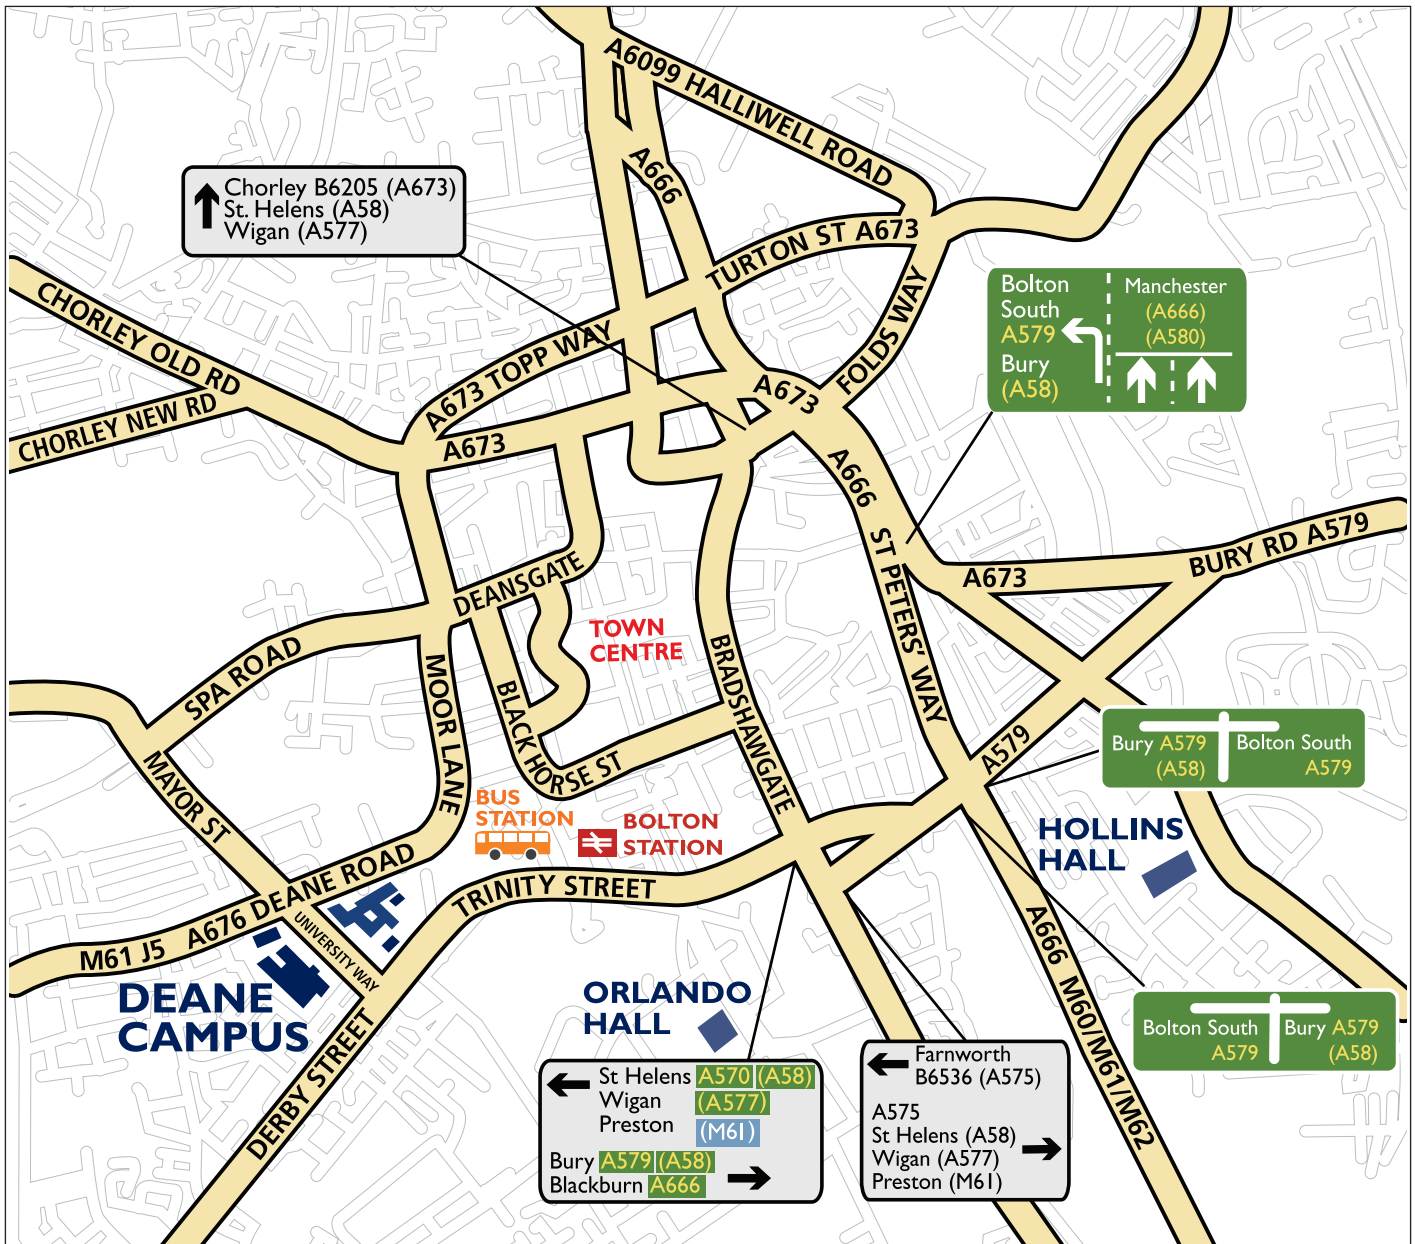 A6099 HALLIWELL ROAD
A666
Chorley B6205 (A673)
St. Helens (A58)
Wigan (A577)
TURTON ST A673
CHORLEY OLD RD
CHORLEY NEW RD
A673 TOPP WAY
A673
A673
FOLDS WAY
Bolton
South
A579
Bury
(A58)
Manchester
(A666)
(A580)
A666
ST PETERS' WAY
A673
BURY RD A579
DEANSGATE
TOWN
CENTRE
SPA ROAD
MOOR LANE
BLACK HORSE ST
BRADSHAWGATE
A579
Bury A579
(A58)
Bolton South
A579
MAYOR ST
BUS
STATION
BOLTON
STATION
HOLLINS
HALL
TRINITY STREET
M61 J5 A676 DEANE ROAD
UNIVERSITY WAY
DEANE
CAMPUS
DERBY STREET
ORLANDO
HALL
A666 M60/M61/M62
Bolton South
A579
Bury A579
(A58)
St Helens A570 (A58)
Wigan (A577)
Preston (M61)
Bury A579 (A58)
Blackburn A666
Farnworth
B6536 (A575)
A575
St Helens (A58)
Wigan (A577)
Preston (M61)